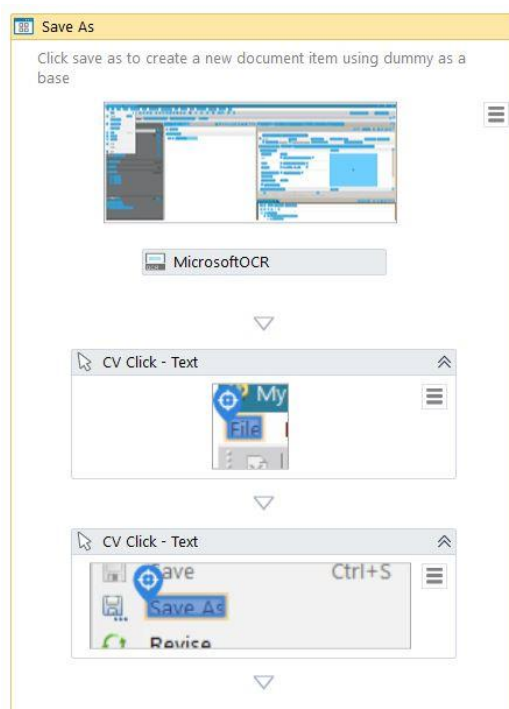 Save As
Click save as to create a new document item using dummy as a
base
MicrosoftOCR
CV Click - Text
My
File
CV Click - Text
Save Ctrl+S
Save As
Revise